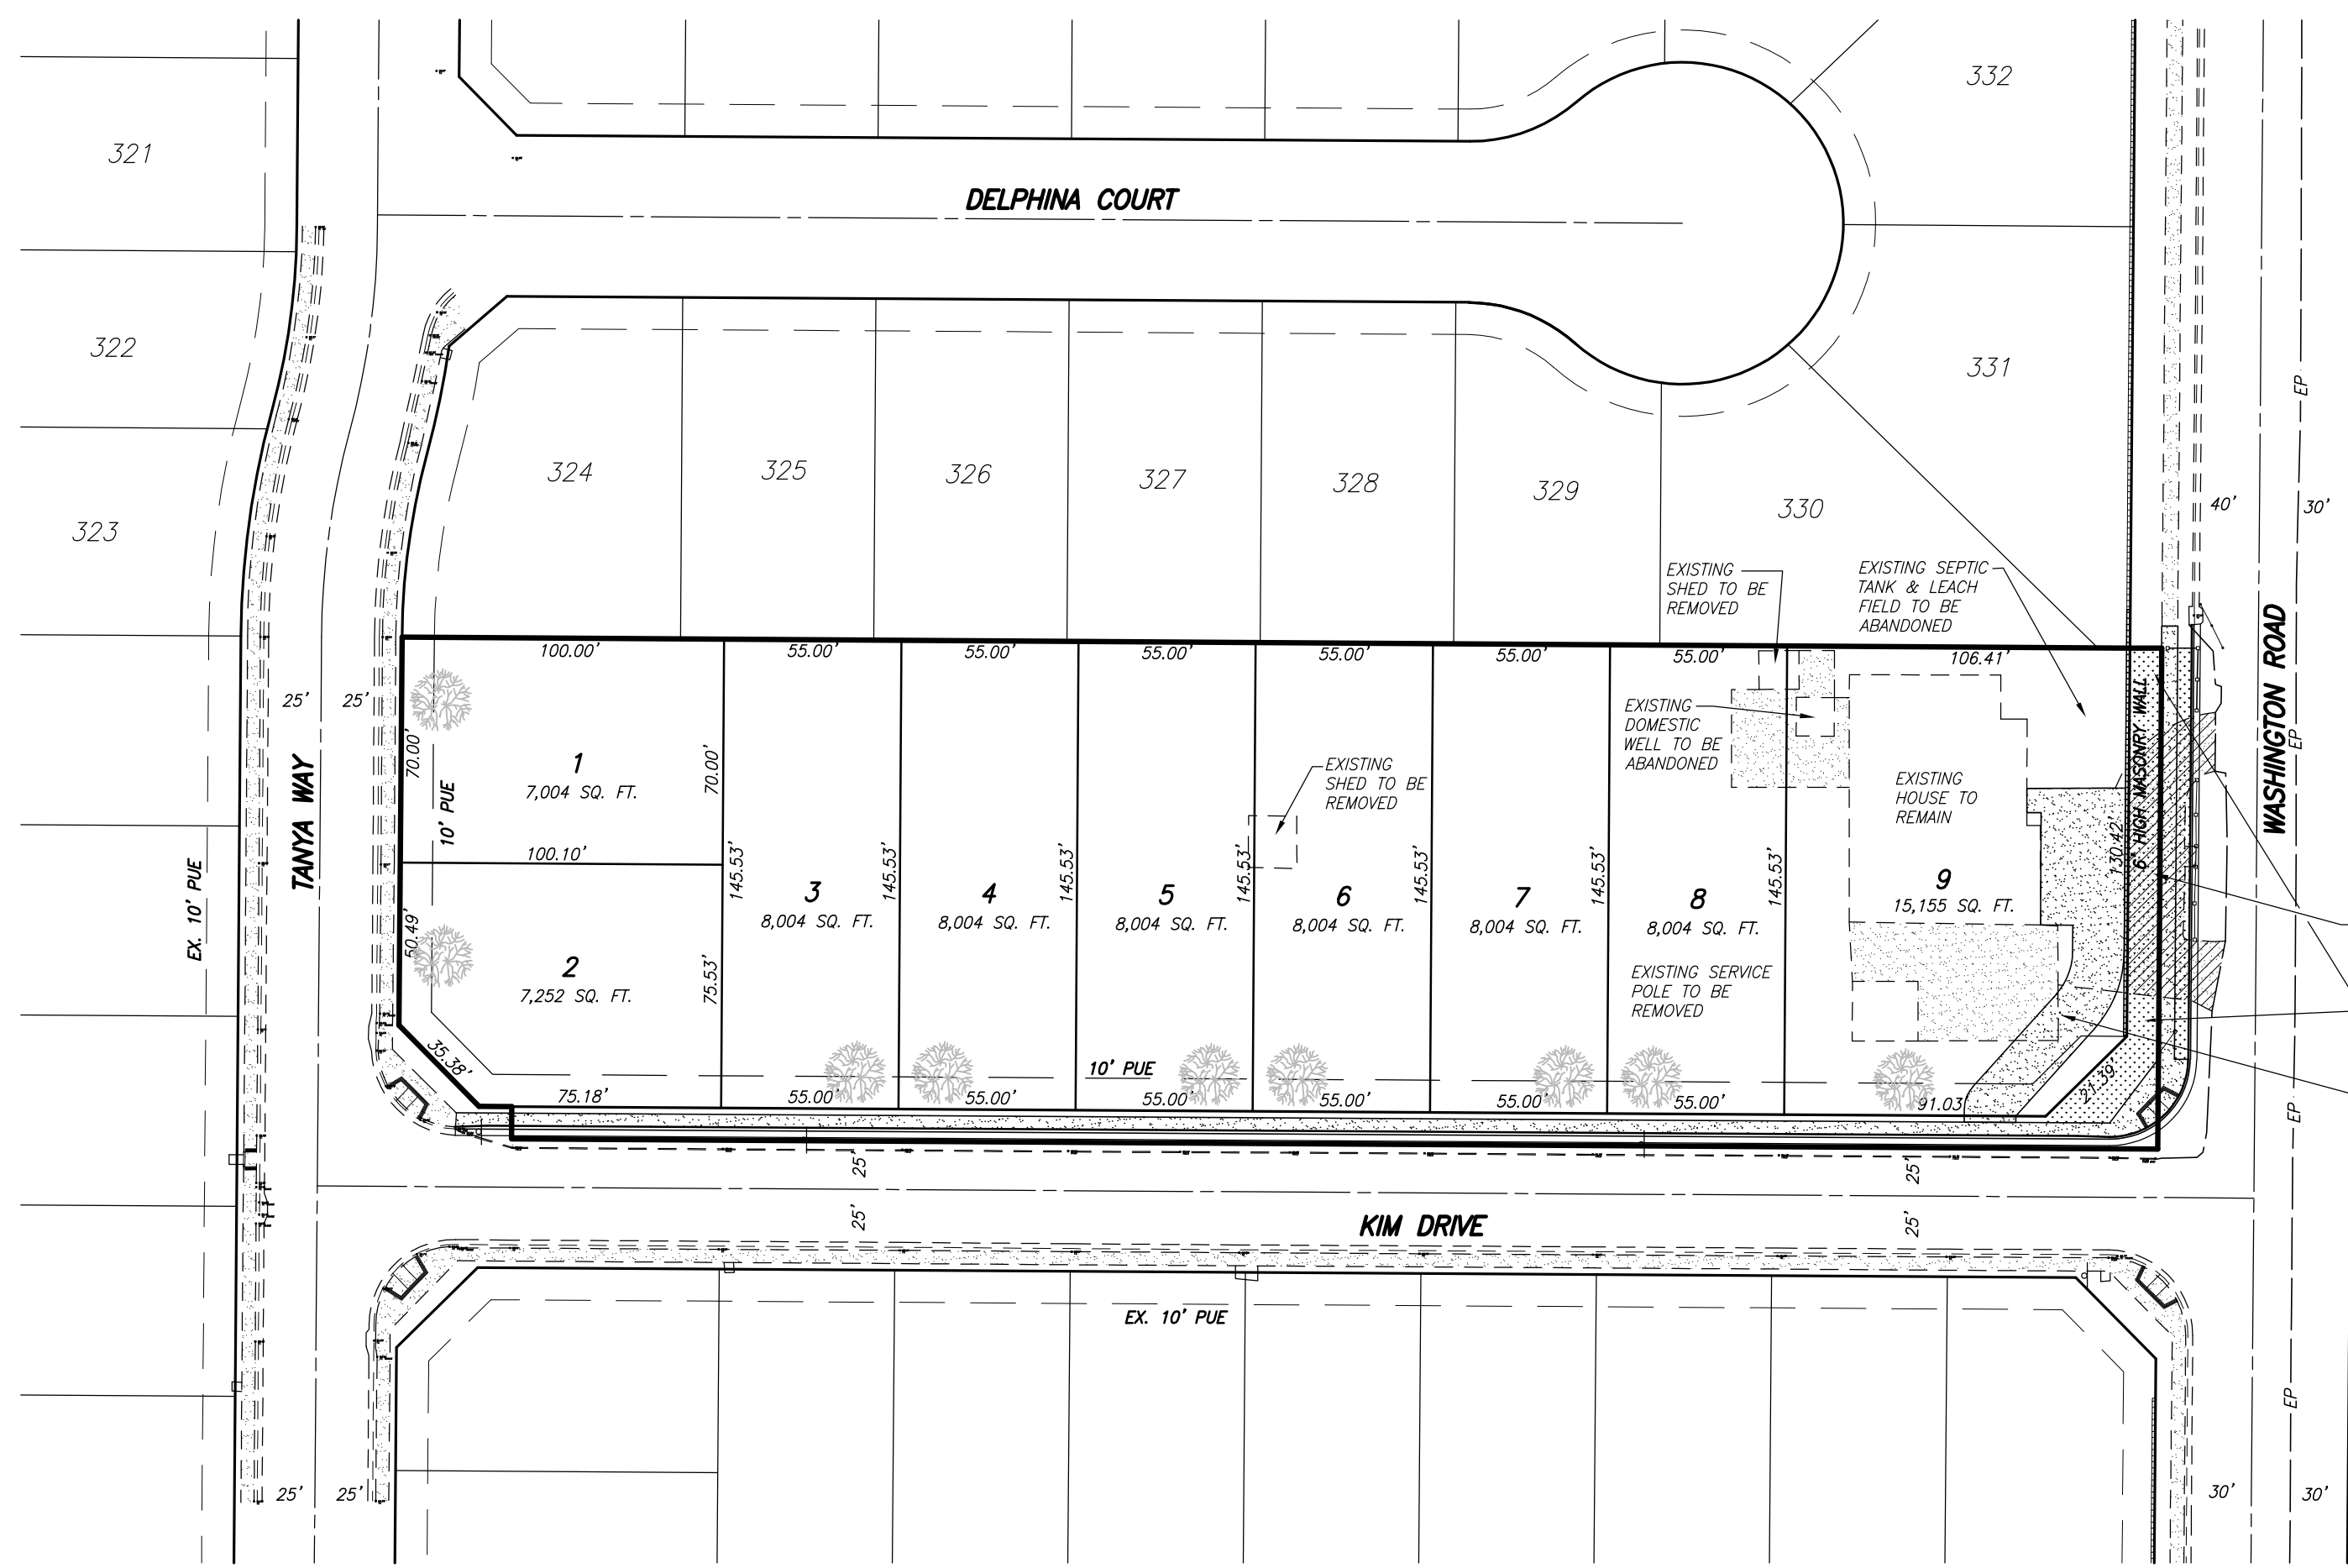 332
321
DELPHINA COURT
322
331
EP
324
325
326
327
328
329
330
323
40'
30'
EXISTING
SHED TO BE
REMOVED
EXISTING SEPTIC
TANK & LEACH
FIELD TO BE
ABANDONED
WASHINGTON ROAD
EP
100.00'
55.00'
55.00'
55.00'
55.00'
55.00'
55.00'
106.41'
25'
25'
TANYA WAY
EX. 10' PUE
70.00'
10' PUE
1
7,004 SQ. FT.
70.00'
100.10'
50.49'
2
7,252 SQ. FT.
75.53'
35.38'
75.18'
145.53'
3
8,004 SQ. FT.
145.53'
4
8,004 SQ. FT.
145.53'
5
8,004 SQ. FT.
145.53'
EXISTING
SHED TO BE
REMOVED
6
8,004 SQ. FT.
145.53'
7
8,004 SQ. FT.
145.53'
EXISTING
DOMESTIC
WELL TO BE
ABANDONED
8
8,004 SQ. FT.
145.53'
EXISTING SERVICE
POLE TO BE
REMOVED
EXISTING
HOUSE TO
REMAIN
9
15,155 SQ. FT.
130.42'
6' HIGH MASONRY WALL
10' PUE
55.00'
55.00'
55.00'
55.00'
55.00'
55.00'
91.03
21.39
EP
25'
25'
25'
25'
KIM DRIVE
EX. 10' PUE
EP
25'
25'
30'
30'